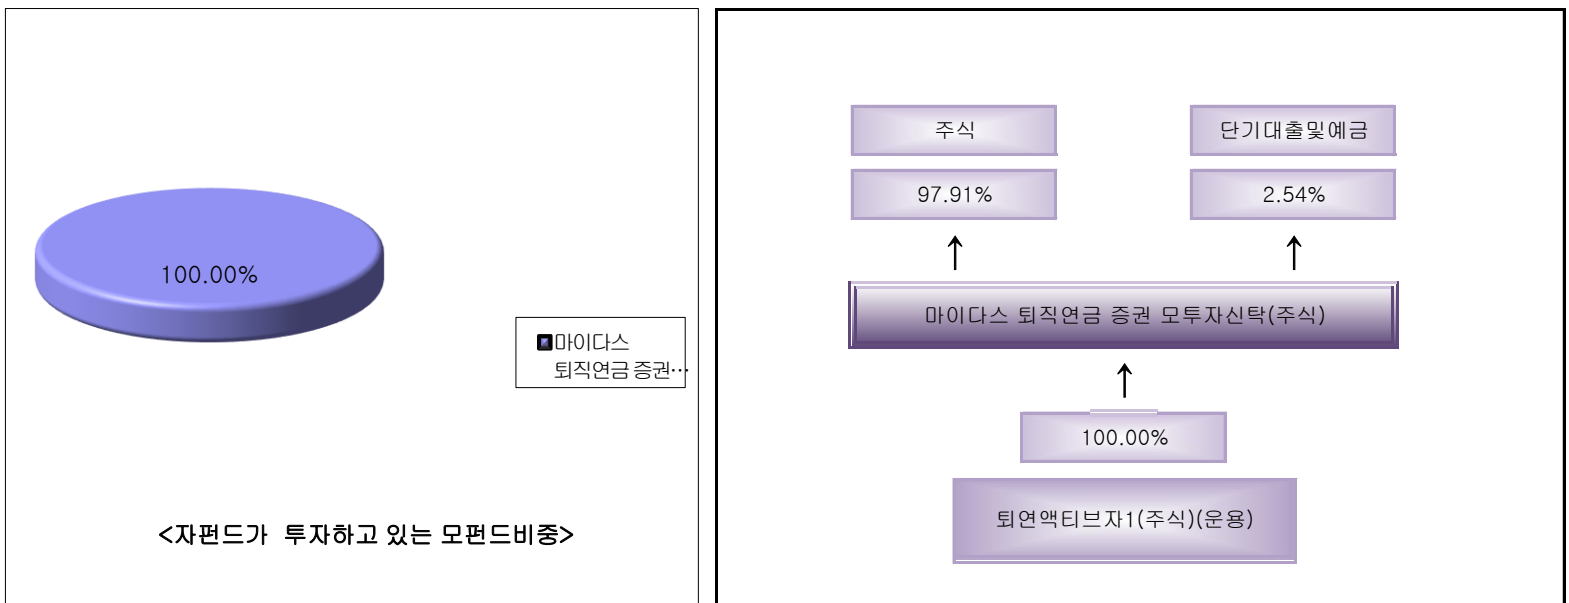 100.00%
마이다스
퇴직연금 증권…
<자펀드가 투자하고 있는 모펀드비중>
주식
단기대출및예금
97.91%
2.54%
마이다스 퇴직연금 증권 모투자신탁(주식)
100.00%
퇴연액티브자1(주식)(운용)